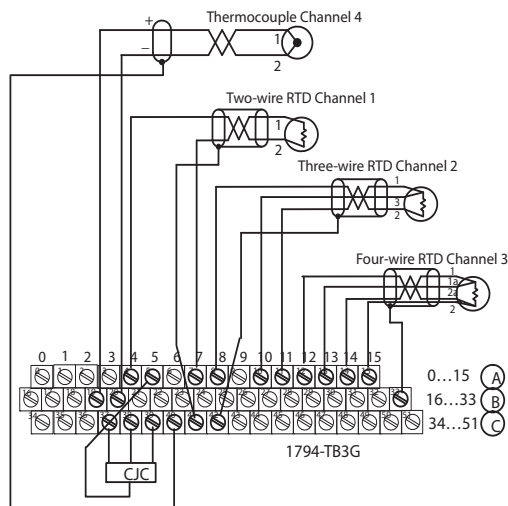 Thermocouple Channel 4
+
1
–
2
Two-wire RTD Channel 1
1
2
Three-wire RTD Channel 2
1
3
2
Four-wire RTD Channel 3
1
1a
2a
2
0 1 2 3 4 5 6 7 8 9 10 11 12 13 14 15
0…15 A
16…33 B
34…51 C
1794-TB3G
CJC